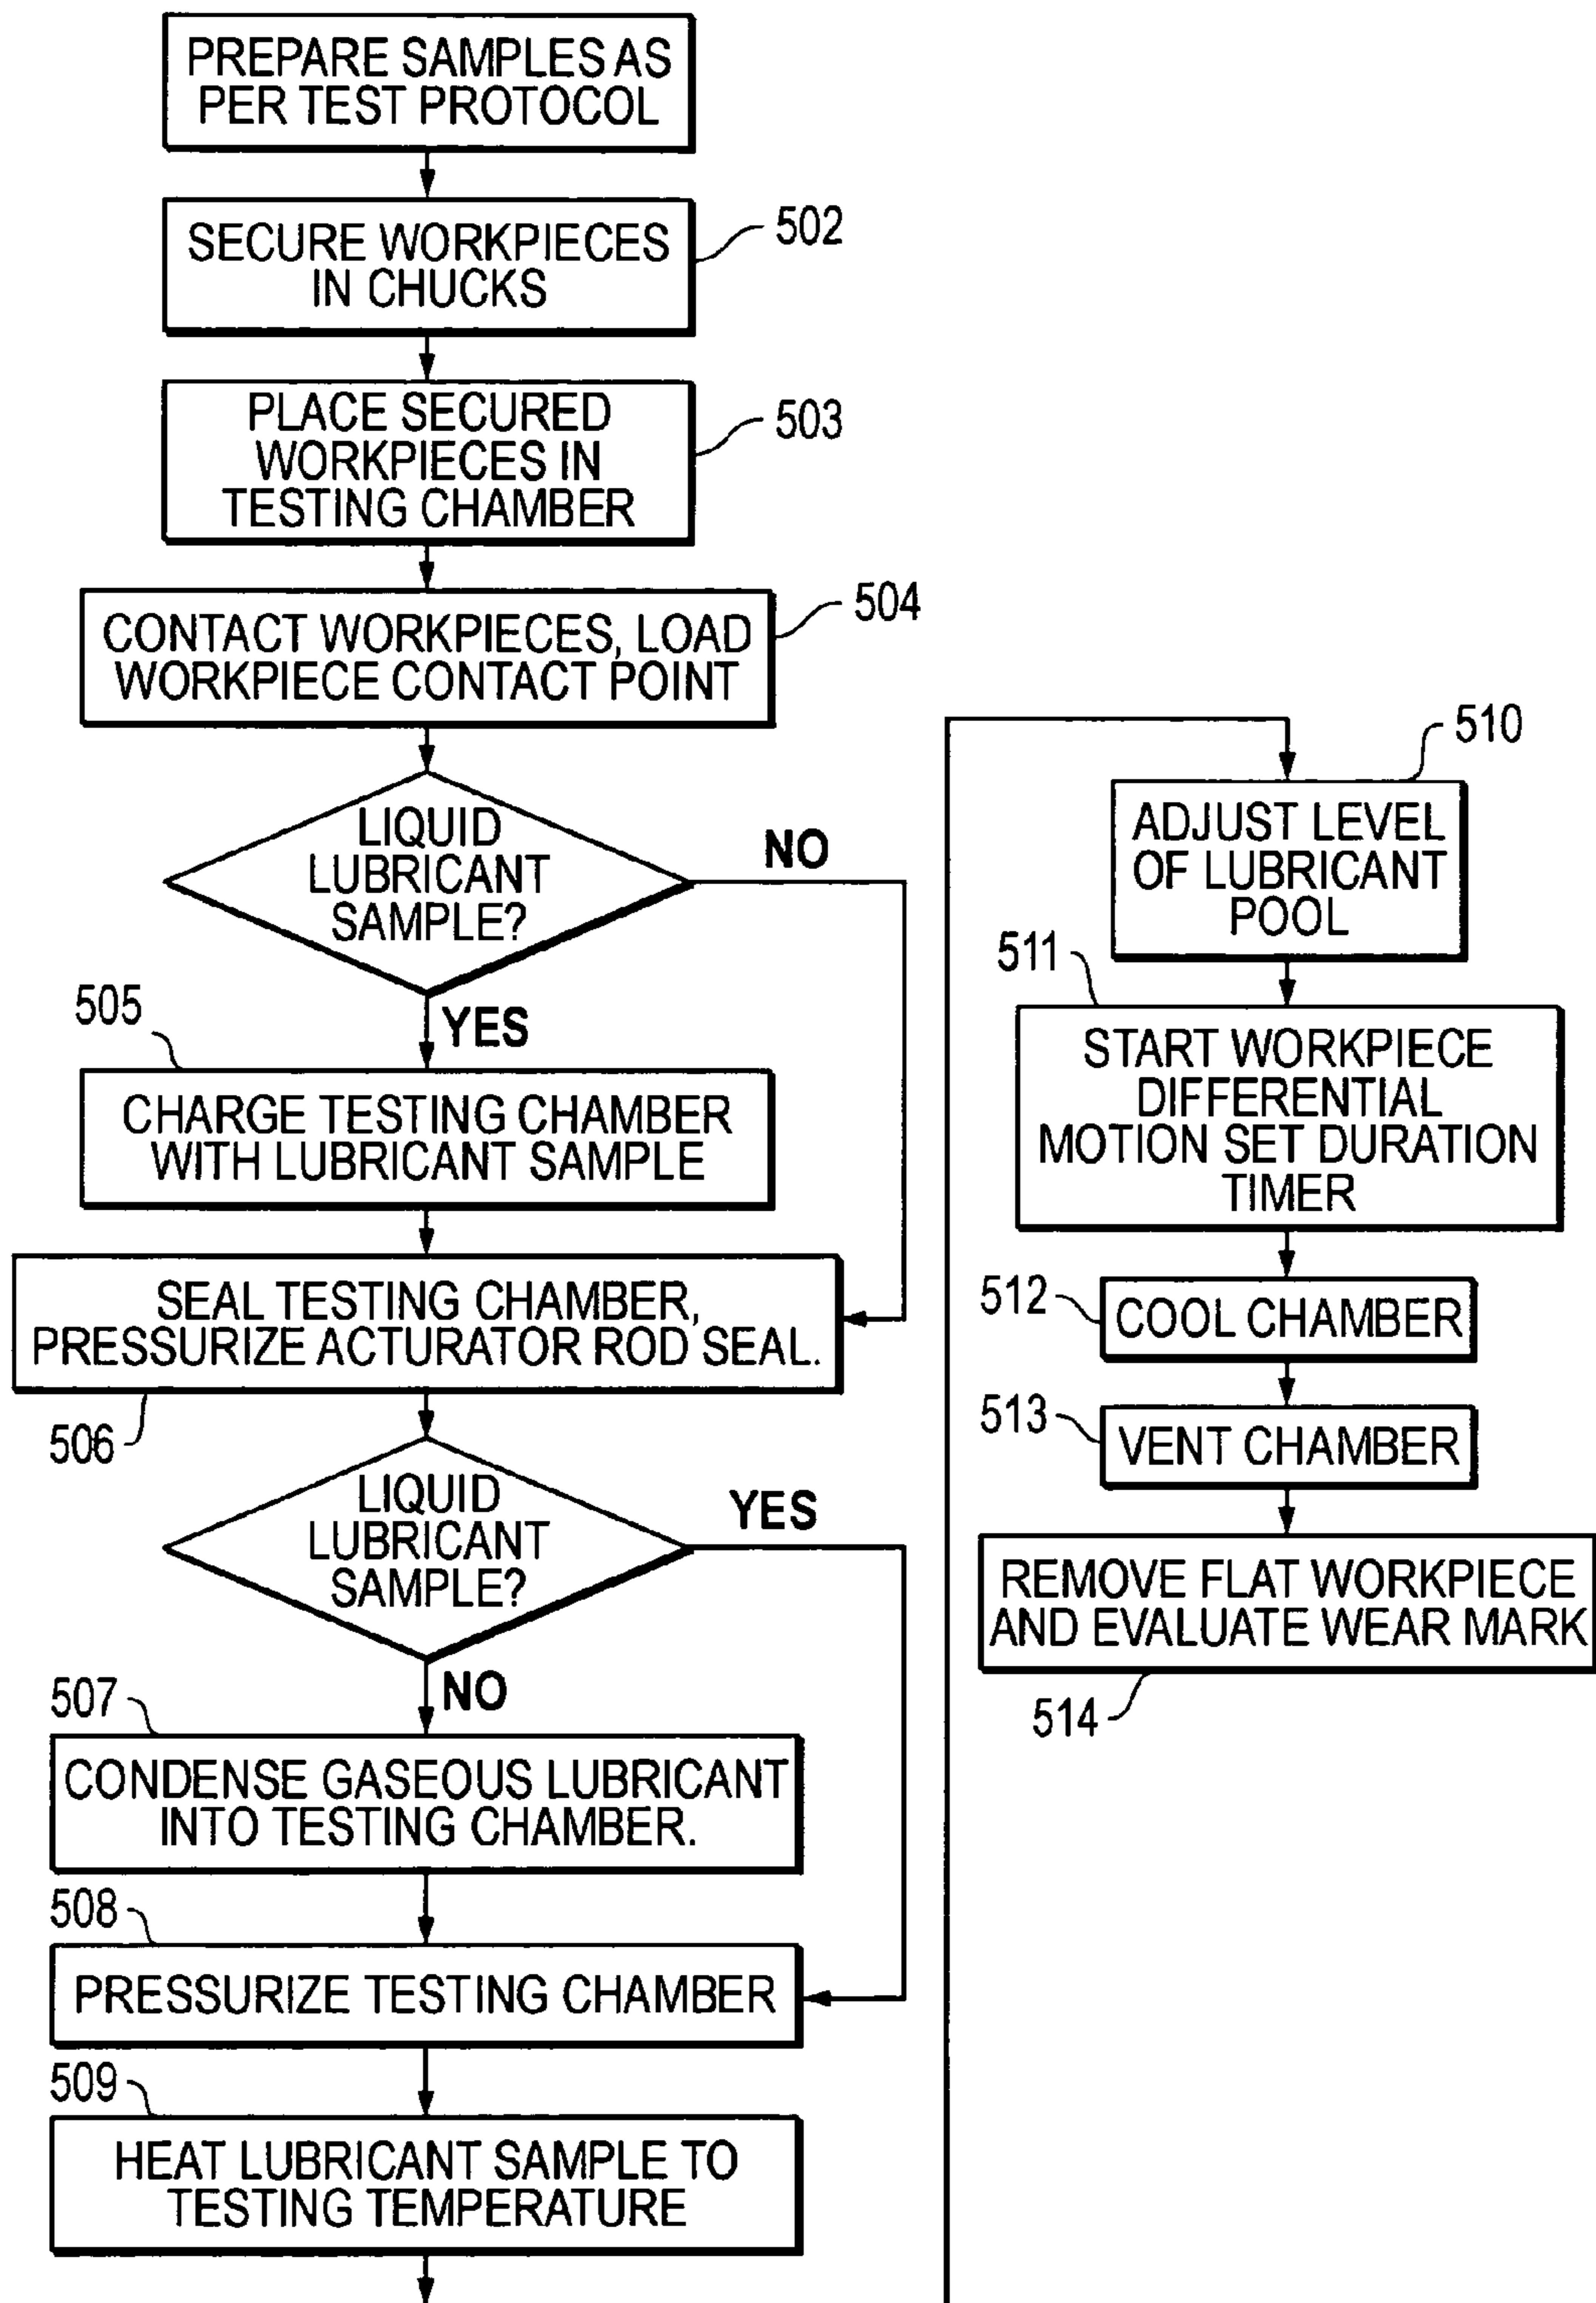 PREPARE SAMPLES AS
PER TEST PROTOCOL
SECURE WORKPIECES
IN CHUCKS
502
PLACE SECURED
WORKPIECES IN
TESTING CHAMBER
503
CONTACT WORKPIECES, LOAD
WORKPIECE CONTACT POINT
504
LIQUID
LUBRICANT
SAMPLE?
NO
YES
505
CHARGE TESTING CHAMBER
WITH LUBRICANT SAMPLE
SEAL TESTING CHAMBER,
PRESSURIZE ACTURATOR ROD SEAL.
506
LIQUID
LUBRICANT
SAMPLE?
YES
NO
507
CONDENSE GASEOUS LUBRICANT
INTO TESTING CHAMBER.
508
PRESSURIZE TESTING CHAMBER
509
HEAT LUBRICANT SAMPLE TO
TESTING TEMPERATURE
510
ADJUST LEVEL
OF LUBRICANT
POOL
511
START WORKPIECE
DIFFERENTIAL
MOTION SET DURATION
TIMER
512
COOL CHAMBER
513
VENT CHAMBER
REMOVE FLAT WORKPIECE
AND EVALUATE WEAR MARK
514